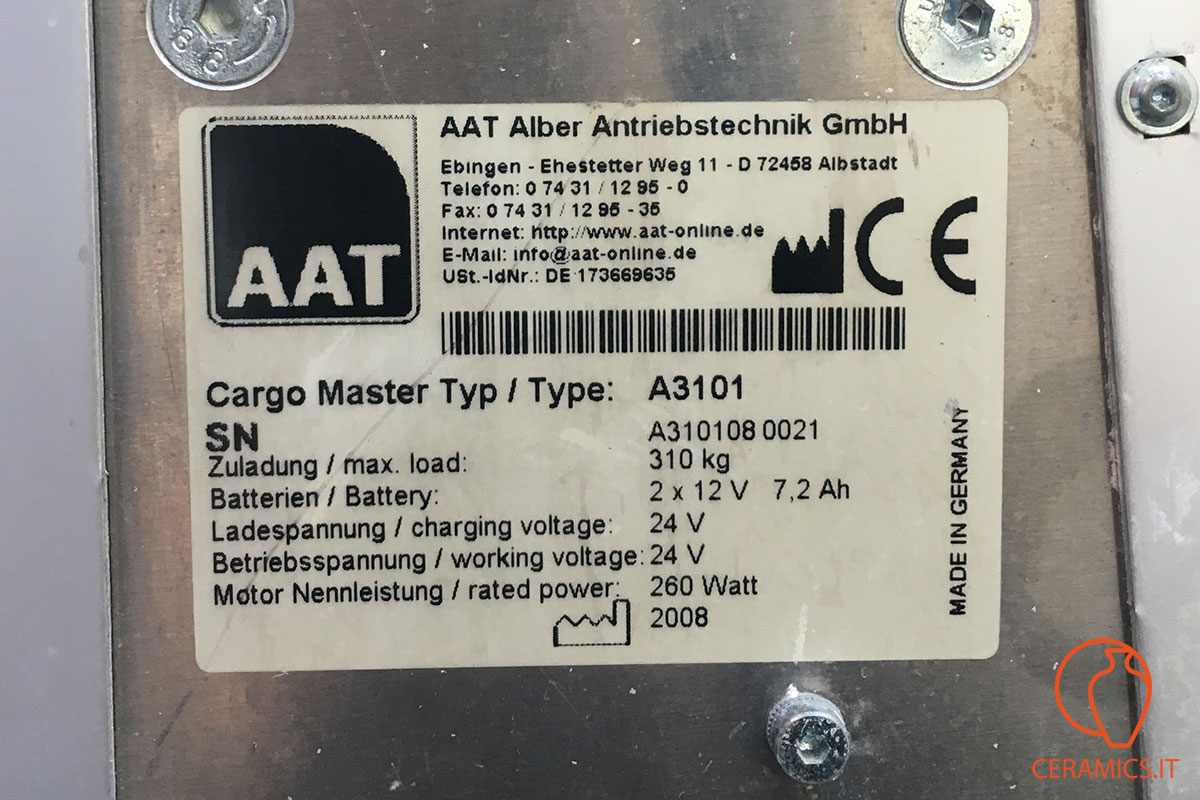 AAT
AAT Alber Antriebstechnik GmbH
Ebingen - Ehestetter Weg 11 - D 72458 Albstadt
Telefon: 0 74 31 / 12 95 - 0
Fax: 0 74 31 / 12 95 - 35
Internet: http://www.aat-online.de
E-Mail: info@aat-online.de
USt.-IdNr.: DE 173669635
CE
Cargo Master Typ / Type: A3101
SN A310108 0021
Zuladung / max. load: 310 kg
Batterien / Battery: 2 x 12 V 7,2 Ah
Ladespannung / charging voltage: 24 V
Betriebsspannung / working voltage: 24 V
Motor Nennleistung / rated power: 260 Watt
2008
MADE IN GERMANY
8.8
CERAMICS.IT